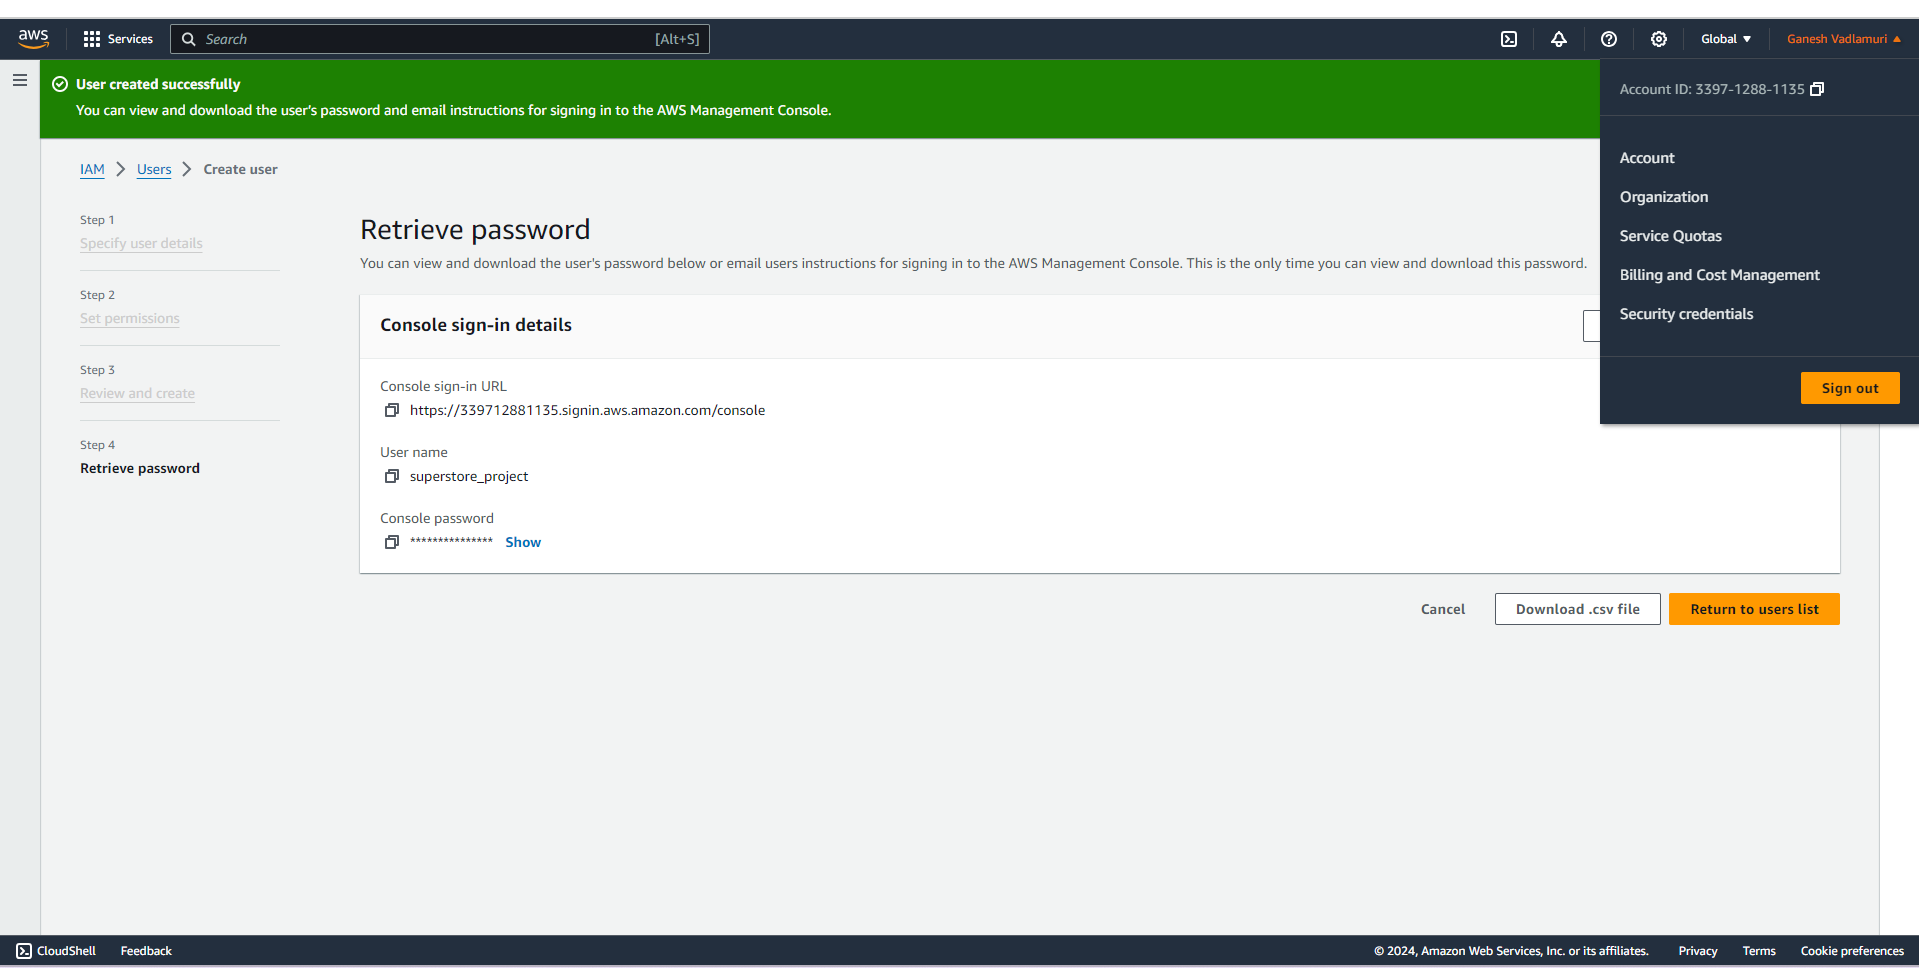 aws
Services
Search
[Alt+S]
Global
Ganesh Vadlamuri
User created successfully
You can view and download the user's password and email instructions for signing in to the AWS Management Console.
Account ID: 3397-1288-1135
Account
Organization
Service Quotas
Billing and Cost Management
Security credentials
Sign out
IAM > Users > Create user
Step 1
Specify user details
Step 2
Set permissions
Step 3
Review and create
Step 4
Retrieve password
Retrieve password
You can view and download the user's password below or email users instructions for signing in to the AWS Management Console. This is the only time you can view and download this password.
Console sign-in details
Console sign-in URL
https://339712881135.signin.aws.amazon.com/console
User name
superstore_project
Console password
*************** Show
Cancel
Download .csv file
Return to users list
CloudShell
Feedback
© 2024, Amazon Web Services, Inc. or its affiliates.
Privacy
Terms
Cookie preferences